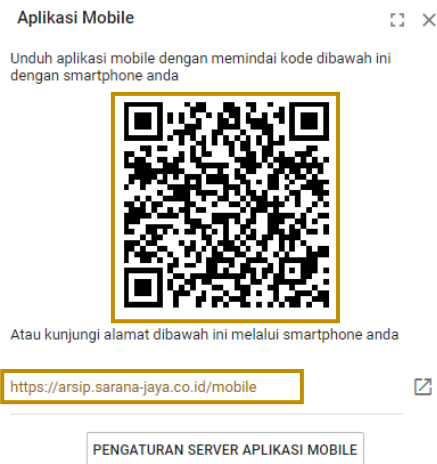 Aplikasi Mobile
Unduh aplikasi mobile dengan memindai kode dibawah ini
dengan smartphone anda
Atau kunjungi alamat dibawah ini melalui smartphone anda
https://arsip.sarana-jaya.co.id/mobile
PENGATURAN SERVER APLIKASI MOBILE